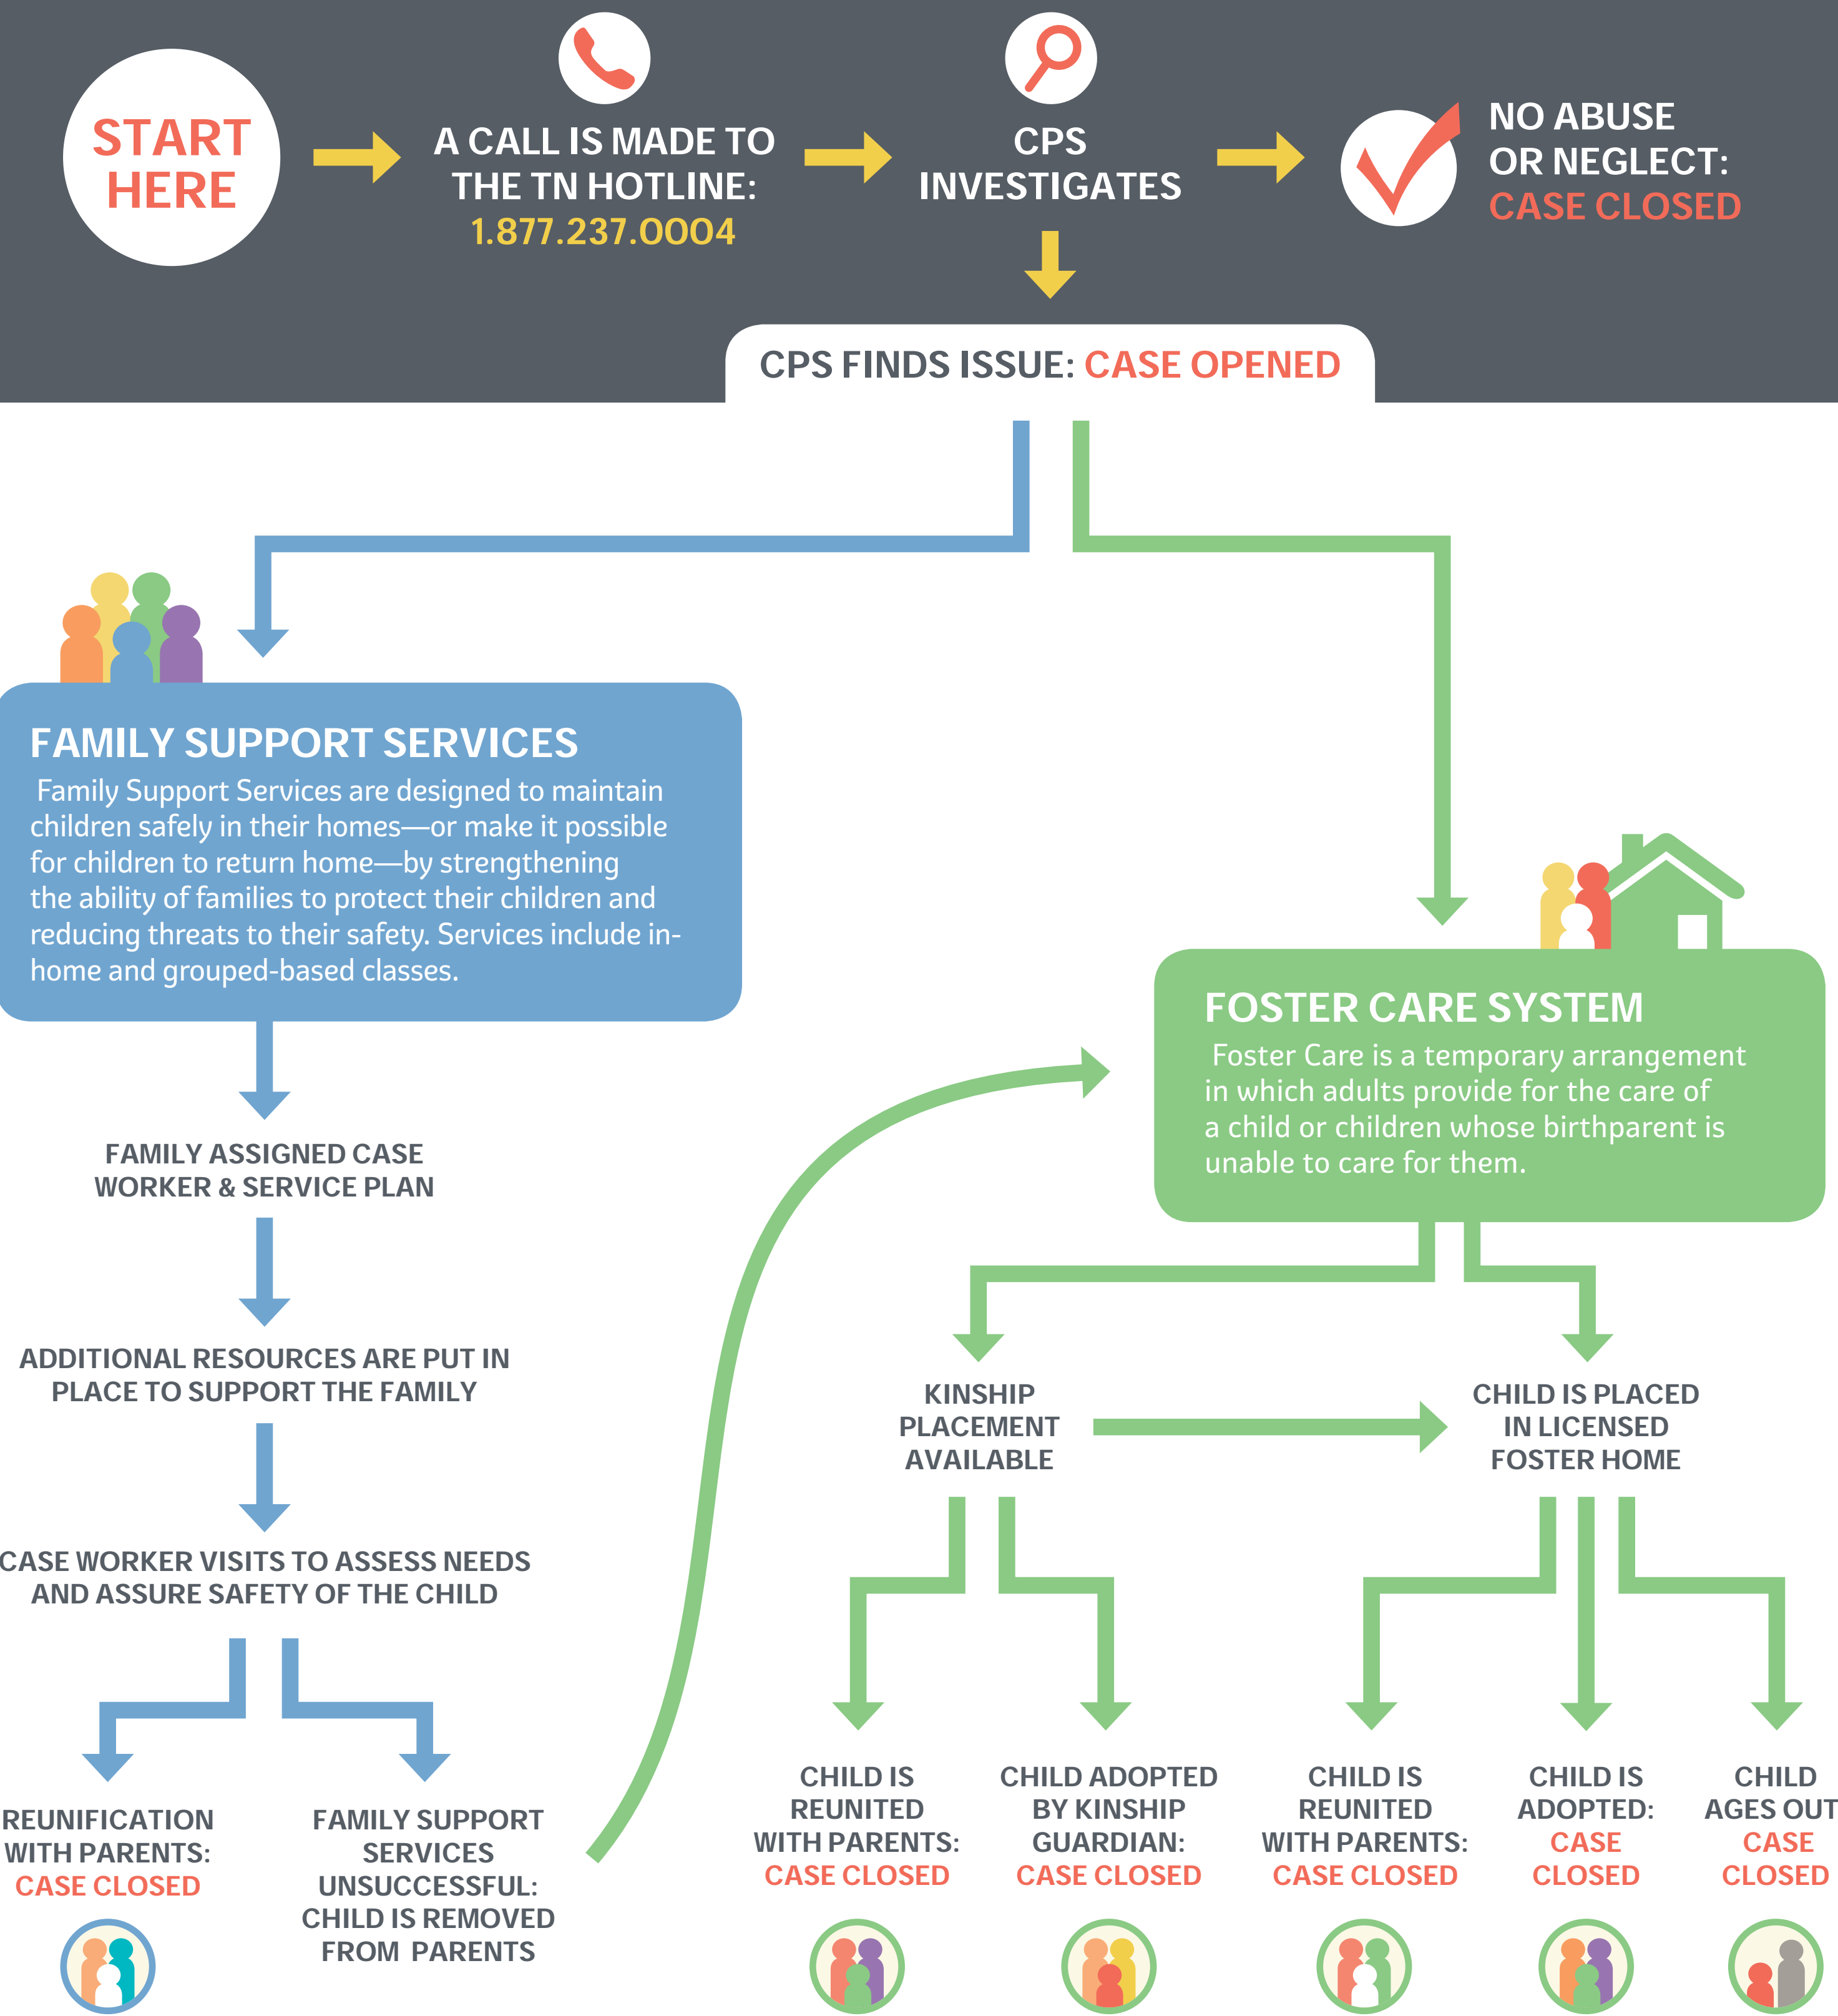 START
HERE
A CALL IS MADE TO
THE TN HOTLINE:
1.877.237.0004
CPS
INVESTIGATES
NO ABUSE
OR NEGLECT:
CASE CLOSED
CPS FINDS ISSUE: CASE OPENED
FAMILY SUPPORT SERVICES
Family Support Services are designed to maintain
children safely in their homes—or make it possible
for children to return home—by strengthening
the ability of families to protect their children and
reducing threats to their safety. Services include in-
home and grouped-based classes.
FAMILY ASSIGNED CASE
WORKER & SERVICE PLAN
ADDITIONAL RESOURCES ARE PUT IN
PLACE TO SUPPORT THE FAMILY
CASE WORKER VISITS TO ASSESS NEEDS
AND ASSURE SAFETY OF THE CHILD
REUNIFICATION
WITH PARENTS:
CASE CLOSED
FAMILY SUPPORT
SERVICES
UNSUCCESSFUL:
CHILD IS REMOVED
FROM PARENTS
FOSTER CARE SYSTEM
Foster Care is a temporary arrangement
in which adults provide for the care of
a child or children whose birthparent is
unable to care for them.
KINSHIP
PLACEMENT
AVAILABLE
CHILD IS PLACED
IN LICENSED
FOSTER HOME
CHILD IS
REUNITED
WITH PARENTS:
CASE CLOSED
CHILD ADOPTED
BY KINSHIP
GUARDIAN:
CASE CLOSED
CHILD IS
REUNITED
WITH PARENTS:
CASE CLOSED
CHILD IS
ADOPTED:
CASE
CLOSED
CHILD
AGES OUT
CASE
CLOSED